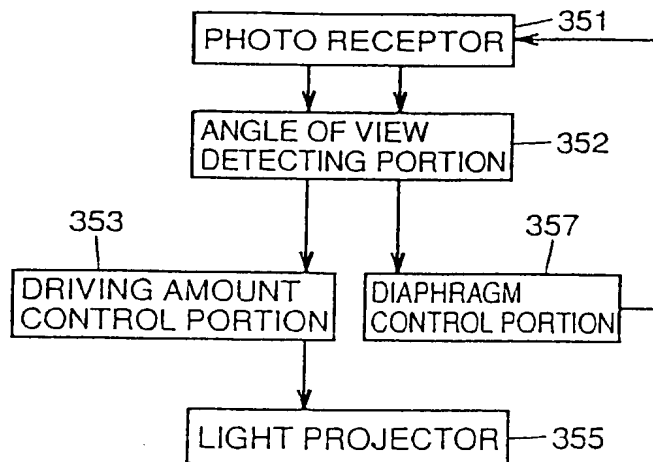 PHOTO RECEPTOR
351
ANGLE OF VIEW
DETECTING PORTION
352
353
DRIVING AMOUNT
CONTROL PORTION
357
DIAPHRAGM
CONTROL PORTION
LIGHT PROJECTOR
355